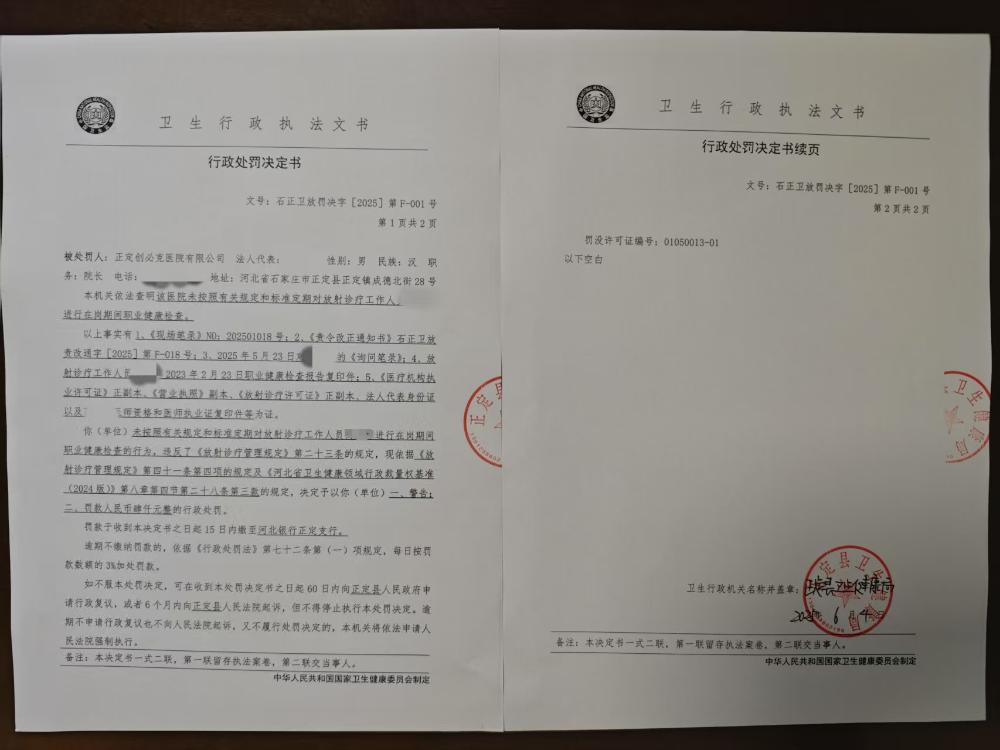 卫生行政执法文书
行政处罚决定书
文号：石正卫放罚决字［2025］第F-001号
第1页共2页
被处罚人：正定创必克医院有限公司 法人代表： 性别：男 民族：汉 职
务：院长 电话： 地址：河北省石家庄市正定县正定镇成德北街28号
本机关依法查明该医院未按照有关规定和标准定期对放射诊疗工作人
进行在岗期间职业健康检查。
以上事实有1、《现场笔录》NO：202501018号；2、《责令改正通知书》石正卫放
责改通字［2025］第F-018号；3、2025年5月23日对 的《询问笔录》；4、放
射诊疗工作人员 2023年2月23日职业健康检查报告复印件；5、《医疗机构执
业许可证》正副本、《营业执照》副本、《放射诊疗许可证》正副本、法人代表身份证
以及 医师资格和医师执业证复印件等为证。
你（单位）未按照有关规定和标准定期对放射诊疗工作人员 进行在岗期间
职业健康检查的行为，违反了《放射诊疗管理规定》第二十三条的规定，现依据《放
射诊疗管理规定》第四十一条第四项的规定及《河北省卫生健康领域行政裁量权基准
（2024版）》第八章第四节第二十八条第三款的规定，决定予以你（单位）一、警告；
二、罚款人民币肆仟元整的行政处罚。
罚款于收到本决定书之日起15日内缴至河北银行正定支行。
逾期不缴纳罚款的，依据《行政处罚法》第七十二条第（一）项规定，每日按罚
款数额的3%加处罚款。
如不服本处罚决定，可在收到本处罚决定书之日起60日内向正定县人民政府申
请行政复议，或者6个月内向正定县人民法院起诉，但不得停止执行本处罚决定。逾
期不申请行政复议也不向人民法院起诉，又不履行处罚决定的，本机关将依法申请人
民法院强制执行。
备注：本决定书一式二联，第一联留存执法案卷，第二联交当事人。
中华人民共和国国家卫生健康委员会制定
正定县
卫生行政执法文书
行政处罚决定书续页
文号：石正卫放罚决字［2025］第F-001号
第2页共2页
罚没许可证编号：01050013-01
以下空白
卫生健康局
卫生行政机关名称并盖章：正定县卫生健康局
2025年6月4日
备注：本决定书一式二联，第一联留存执法案卷，第二联交当事人。
中华人民共和国国家卫生健康委员会制定